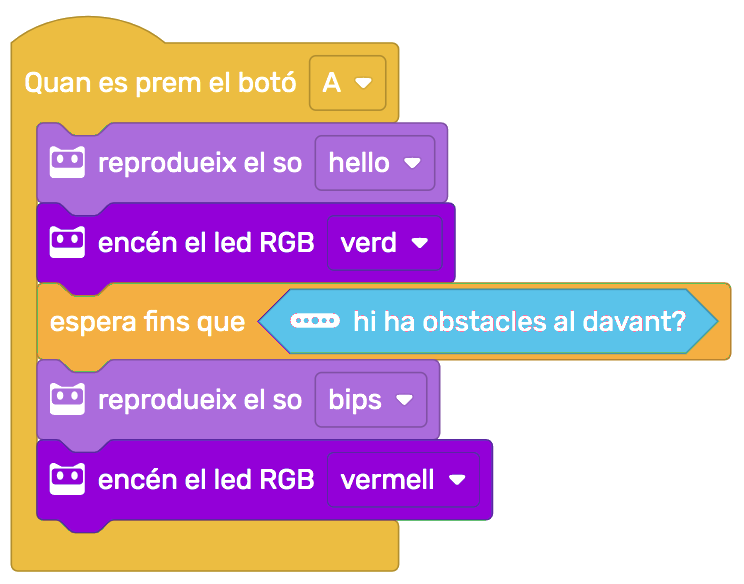 Quan es prem el botó A
reprodueix el so hello
encén el led RGB verd
espera fins que hi ha obstacles al davant?
reprodueix el so bips
encén el led RGB vermell